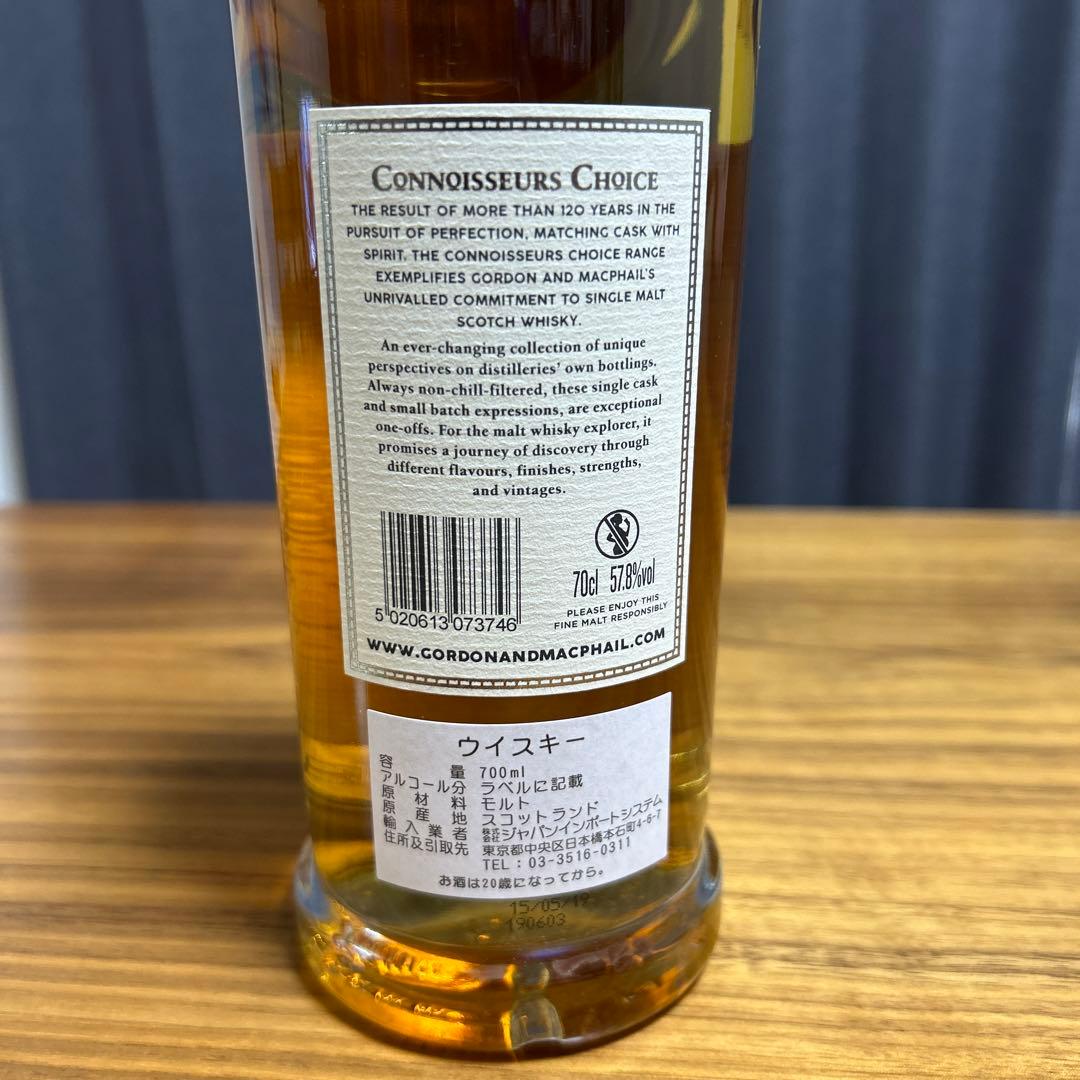 CONNOISSEURS CHOICE
THE RESULT OF MORE THAN 120 YEARS IN THE
PURSUIT OF PERFECTION, MATCHING CASK WITH
SPIRIT. THE CONNOISSEURS CHOICE RANGE
EXEMPLIFIES GORDON AND MACPHAIL'S
UNRIVALLED COMMITMENT TO SINGLE MALT
SCOTCH WHISKY.
An ever-changing collection of unique
perspectives on distilleries' own bottlings.
Always non-chill-filtered, these single cask
and small batch expressions, are exceptional
one-offs. For the malt whisky explorer, it
promises a journey of discovery through
different flavours, finishes, strengths,
and vintages.
5 020613 073746
70cl 57.8%vol
PLEASE ENJOY THIS
FINE MALT RESPONSIBLY
WWW.GORDONANDMACPHAIL.COM
ウイスキー
容量 700ml
アルコール分 ラベルに記載
原材料 モルト
原産地 スコットランド
輸入業者 株式会社ジャパンインポートシステム
住所及引取先 東京都中央区日本橋本石町4-6-7
TEL：03-3516-0311
お酒は20歳になってから。
15/05/19
190603